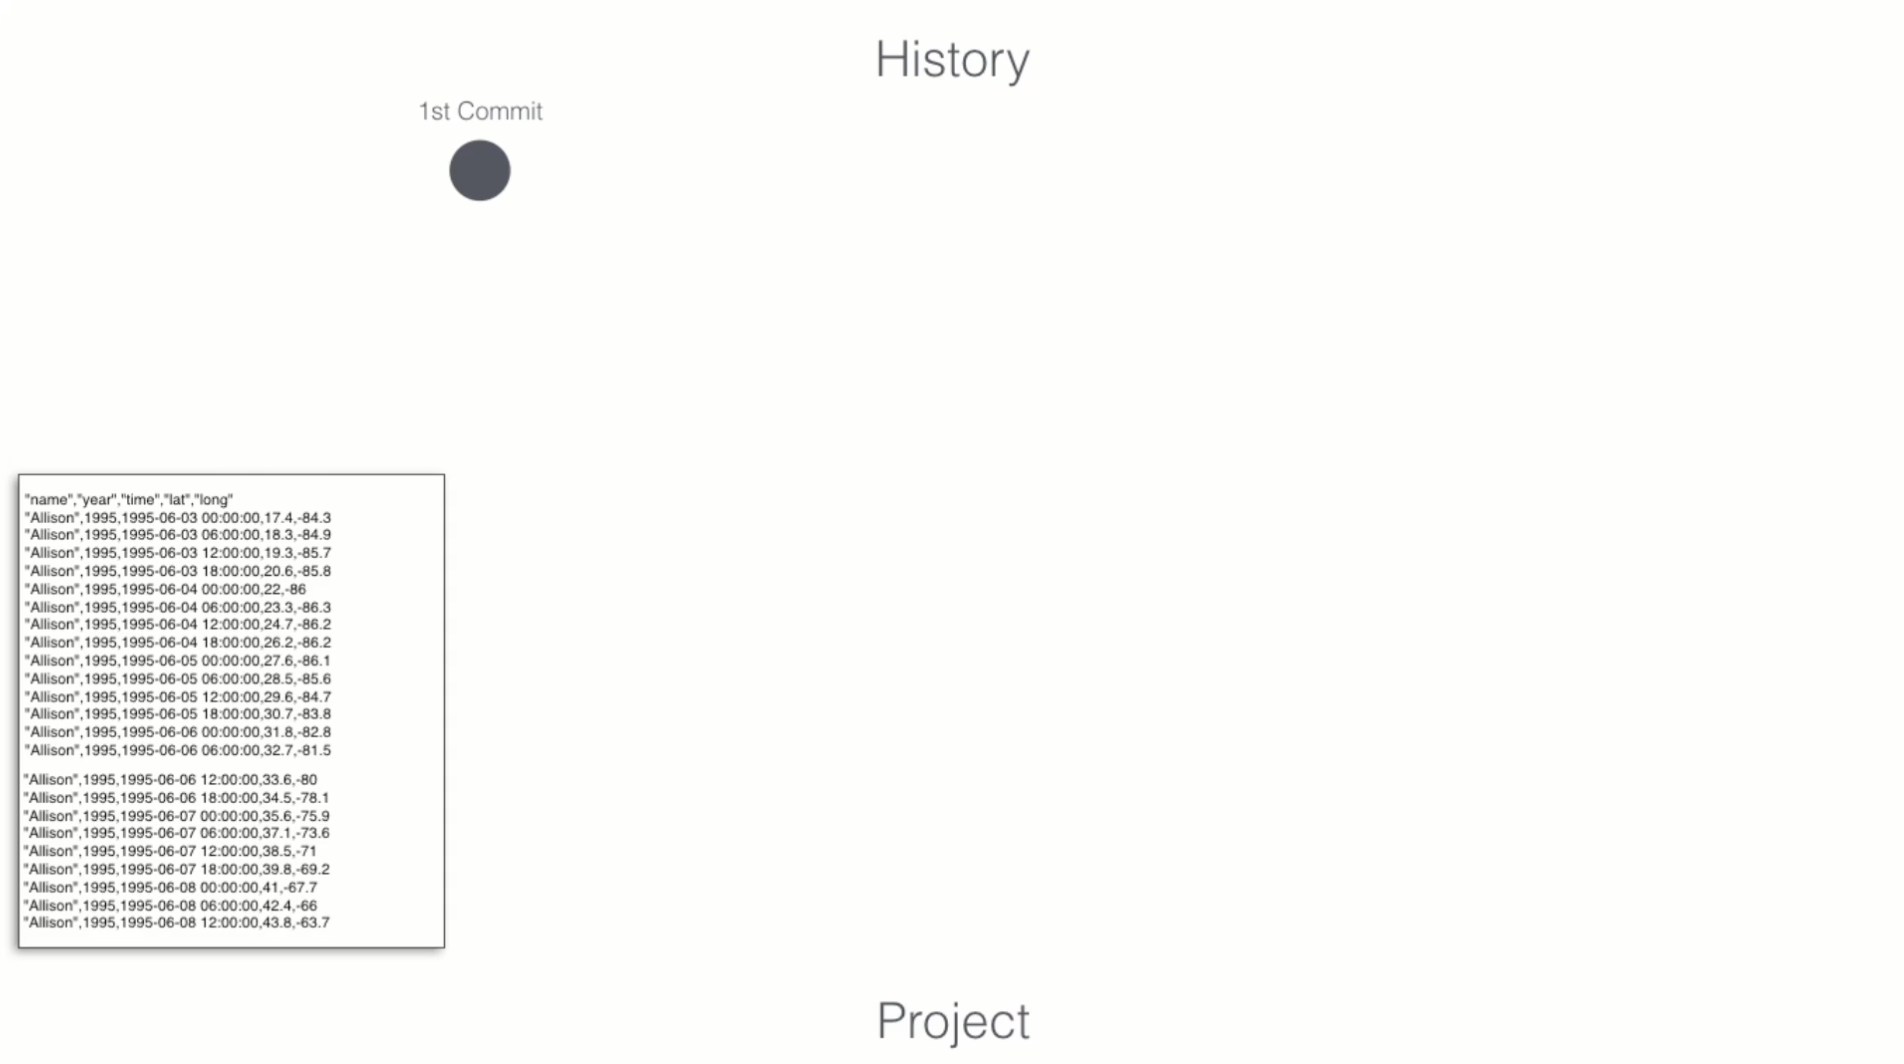 History
1st Commit
"name","year","time","lat","long"
"Allison",1995,1995-06-03 00:00:00,17.4,-84.3
"Allison",1995,1995-06-03 06:00:00,18.3,-84.9
"Allison",1995,1995-06-03 12:00:00,19.3,-85.7
"Allison",1995,1995-06-03 18:00:00,20.6,-85.8
"Allison",1995,1995-06-04 00:00:00,22,-86
"Allison",1995,1995-06-04 06:00:00,23.3,-86.3
"Allison",1995,1995-06-04 12:00:00,24.7,-86.2
"Allison",1995,1995-06-04 18:00:00,26.2,-86.2
"Allison",1995,1995-06-05 00:00:00,27.6,-86.1
"Allison",1995,1995-06-05 06:00:00,28.5,-85.6
"Allison",1995,1995-06-05 12:00:00,29.6,-84.7
"Allison",1995,1995-06-05 18:00:00,30.7,-83.8
"Allison",1995,1995-06-06 00:00:00,31.8,-82.8
"Allison",1995,1995-06-06 06:00:00,32.7,-81.5
"Allison",1995,1995-06-06 12:00:00,33.6,-80
"Allison",1995,1995-06-06 18:00:00,34.5,-78.1
"Allison",1995,1995-06-07 00:00:00,35.6,-75.9
"Allison",1995,1995-06-07 06:00:00,37.1,-73.6
"Allison",1995,1995-06-07 12:00:00,38.5,-71
"Allison",1995,1995-06-07 18:00:00,39.8,-69.2
"Allison",1995,1995-06-08 00:00:00,41,-67.7
"Allison",1995,1995-06-08 06:00:00,42.4,-66
"Allison",1995,1995-06-08 12:00:00,43.8,-63.7
Project